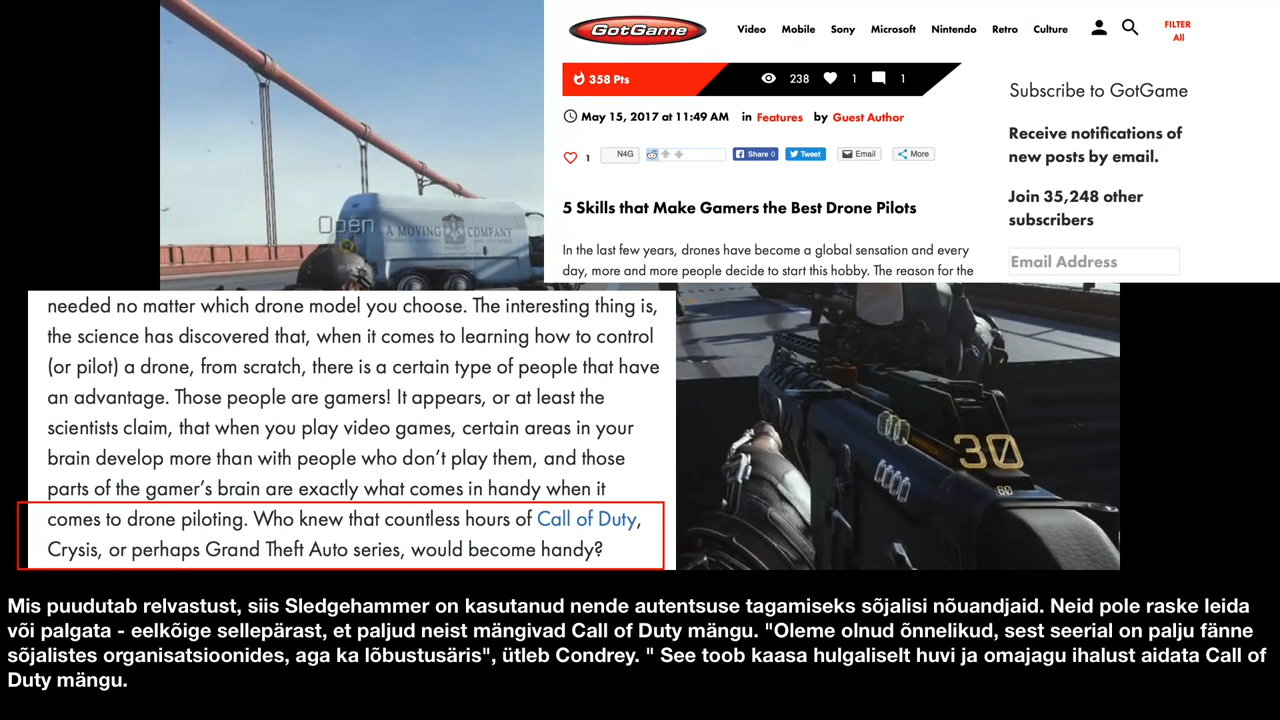 GotGame
Video Mobile Sony Microsoft Nintendo Retro Culture
FILTER
All
358 Pts 238 1 1
May 15, 2017 at 11:49 AM in Features by Guest Author
1 N4G Share 0 Tweet Email More
5 Skills that Make Gamers the Best Drone Pilots
In the last few years, drones have become a global sensation and every
day, more and more people decide to start this hobby. The reason for the
Subscribe to GotGame
Receive notifications of
new posts by email.
Join 35,248 other
subscribers
Email Address
Open
A MOVING COMPANY
needed no matter which drone model you choose. The interesting thing is,
the science has discovered that, when it comes to learning how to control
(or pilot) a drone, from scratch, there is a certain type of people that have
an advantage. Those people are gamers! It appears, or at least the
scientists claim, that when you play video games, certain areas in your
brain develop more than with people who don't play them, and those
parts of the gamer's brain are exactly what comes in handy when it
comes to drone piloting. Who knew that countless hours of Call of Duty,
Crysis, or perhaps Grand Theft Auto series, would become handy?
30
60
Mis puudutab relvastust, siis Sledgehammer on kasutanud nende autentsuse tagamiseks sõjalisi nõuandjaid. Neid pole raske leida
või palgata - eelkõige sellepärast, et paljud neist mängivad Call of Duty mängu. "Oleme olnud õnnelikud, sest seerial on palju fänne
sõjalistes organisatsioonides, aga ka lõbustusäris", ütleb Condrey. " See toob kaasa hulgaliselt huvi ja omajagu ihalust aidata Call of
Duty mängu.